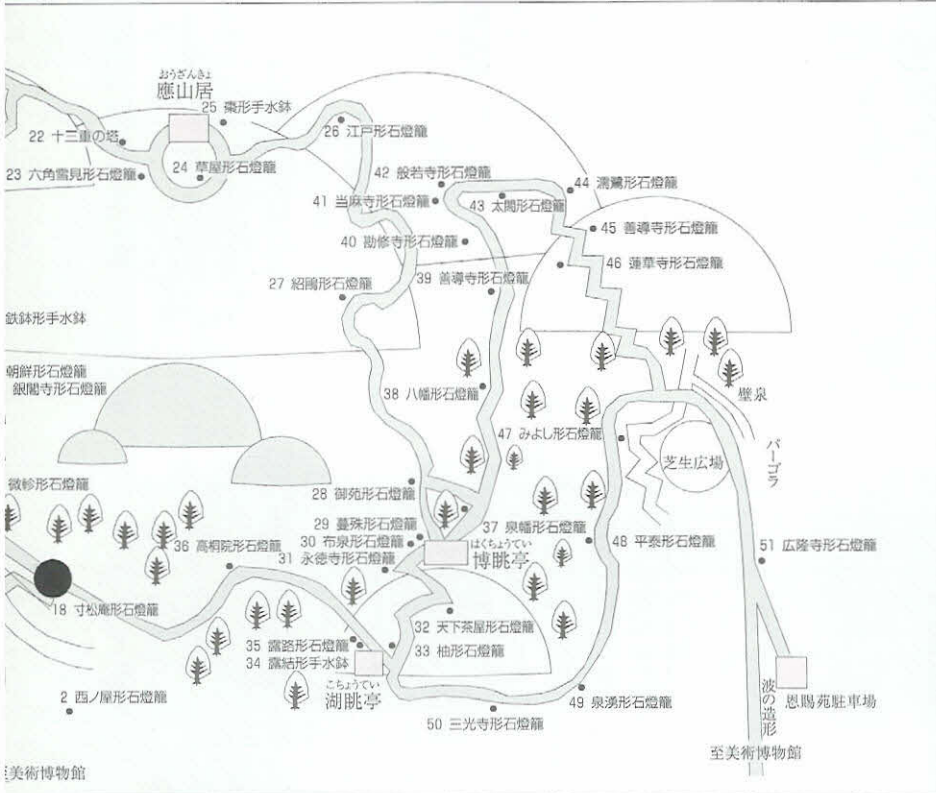 おうざんきょ
應山居
25 棗形手水鉢
22 十三重の塔
26 江戸形石燈籠
23 六角雪見形石燈籠
24 草屋形石燈籠
42 般若寺形石燈籠
44 濡鷺形石燈籠
41 当麻寺形石燈籠
43 太閤形石燈籠
45 善導寺形石燈籠
40 勘修寺形石燈籠
46 蓮華寺形石燈籠
27 紹鷗形石燈籠
39 善導寺形石燈籠
鉄鉢形手水鉢
朝鮮形石燈籠
銀閣寺形石燈籠
38 八幡形石燈籠
壁泉
47 みよし形石燈籠
パーゴラ
芝生広場
微軫形石燈籠
28 御苑形石燈籠
29 曼殊形石燈籠
37 泉幡形石燈籠
30 布泉形石燈籠
はくちょうてい
博眺亭
48 平泰形石燈籠
51 広隆寺形石燈籠
36 高桐院形石燈籠
31 永徳寺形石燈籠
18 寸松庵形石燈籠
32 天下茶屋形石燈籠
35 露路形石燈籠
33 柚形石燈籠
34 露結形手水鉢
こちょうてい
湖眺亭
2 西ノ屋形石燈籠
49 泉湧形石燈籠
50 三光寺形石燈籠
波の造形
恩賜苑駐車場
至美術博物館
至美術博物館